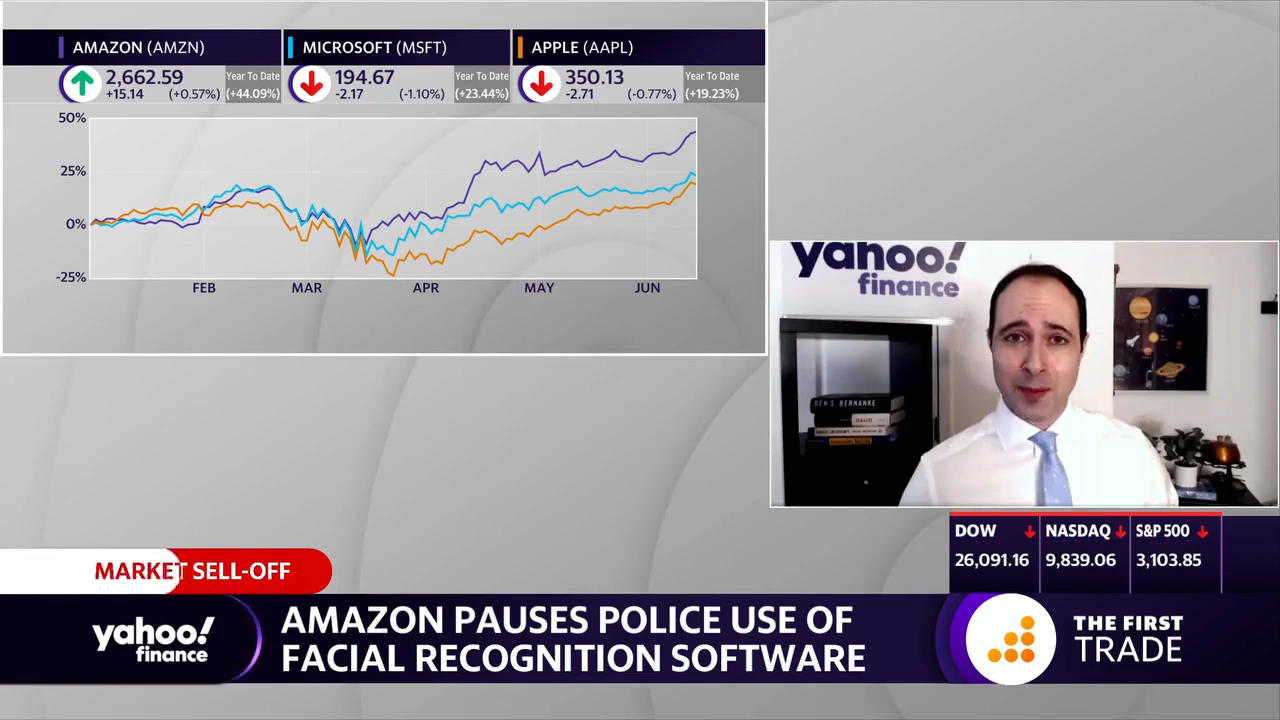 AMAZON (AMZN)
2,662.59
+15.14 (+0.57%)
Year To Date
(+44.09%)
MICROSOFT (MSFT)
194.67
-2.17 (-1.10%)
Year To Date
(+23.44%)
APPLE (AAPL)
350.13
-2.71 (-0.77%)
Year To Date
(+19.23%)
50%
25%
0%
-25%
FEB MAR APR MAY JUN
yahoo!
finance
BEN S. BERNANKE
DOW
26,091.16
NASDAQ
9,839.06
S&P 500
3,103.85
MARKET SELL-OFF
yahoo!
finance
AMAZON PAUSES POLICE USE OF
FACIAL RECOGNITION SOFTWARE
THE FIRST
TRADE